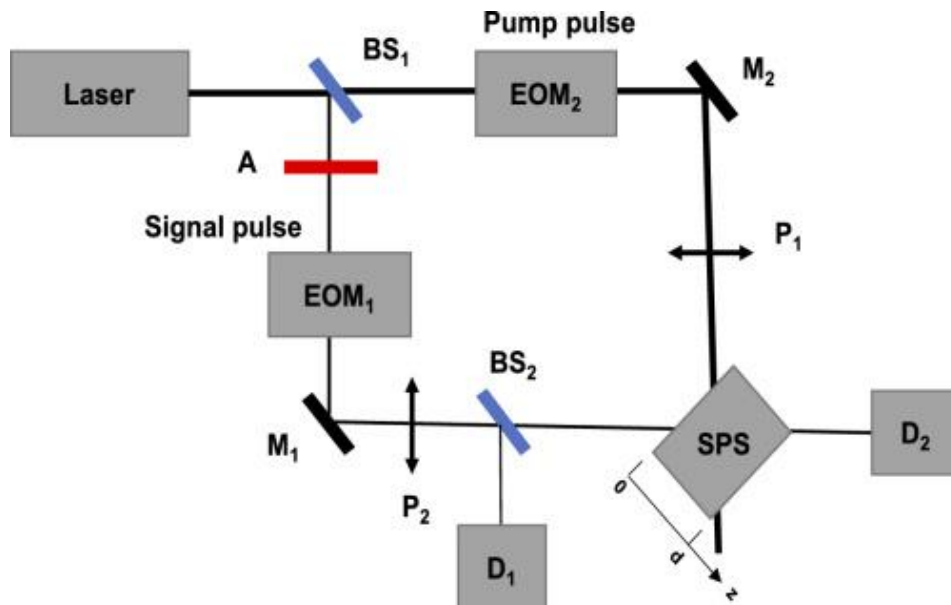 Pump pulse
BS₁
M₂
Laser
EOM₂
A
Signal pulse
P₁
EOM₁
BS₂
M₁
SPS
D₂
P₂
0
d
z
D₁